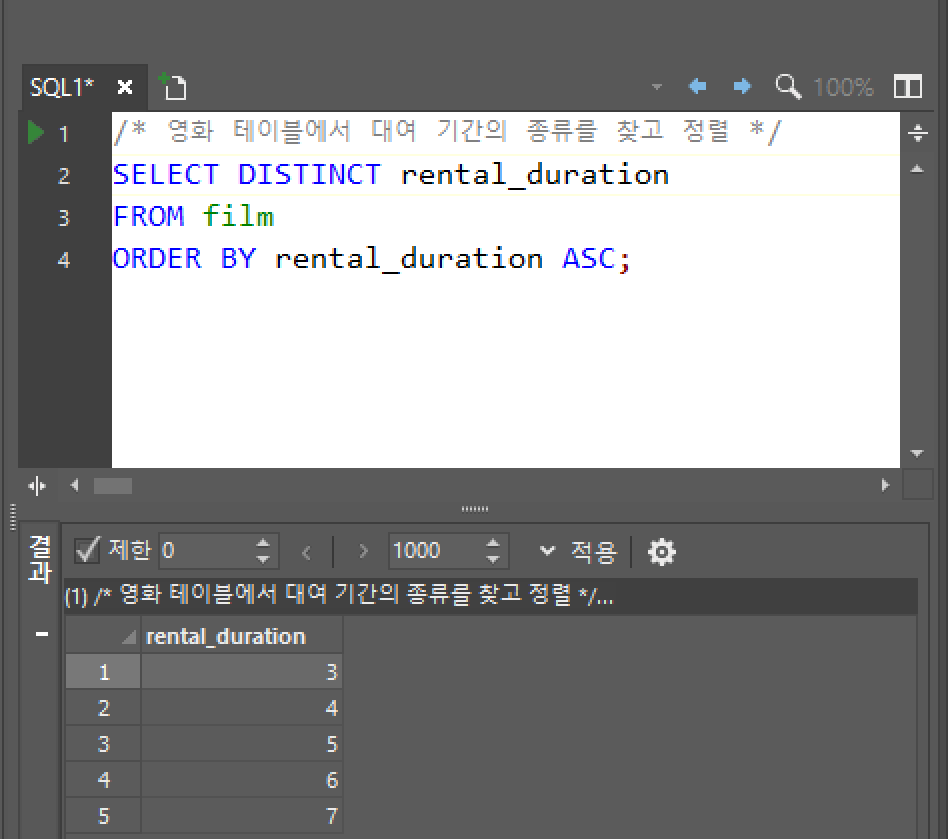 SQL1*
100%
1 /* 영화 테이블에서 대여 기간의 종류를 찾고 정렬 */
2 SELECT DISTINCT rental_duration
3 FROM film
4 ORDER BY rental_duration ASC;
결과
제한 0 1000 적용
(1) /* 영화 테이블에서 대여 기간의 종류를 찾고 정렬 */...
rental_duration
1 3
2 4
3 5
4 6
5 7